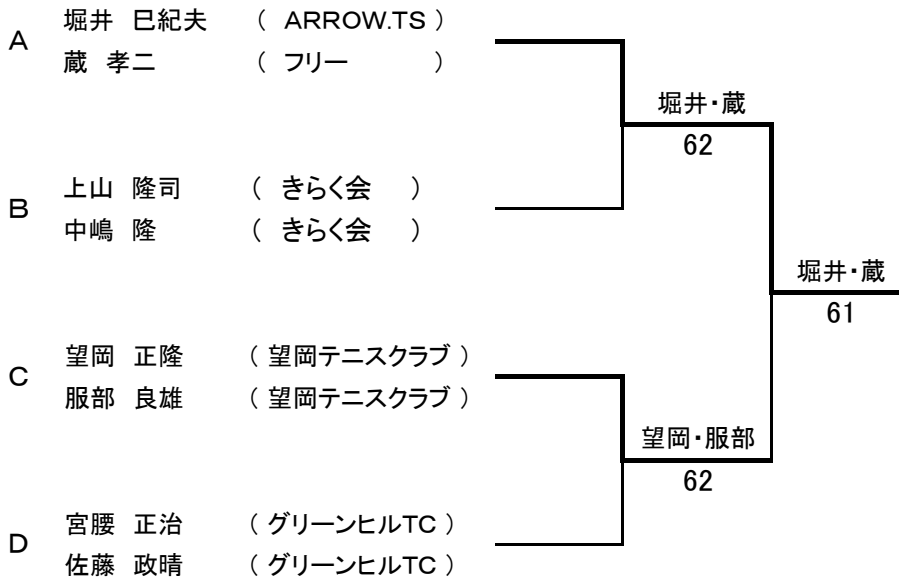 A
堀井　巳紀夫　（　ARROW.TS　）
蔵　孝二　（　フリー　）
堀井・蔵
62
B
上山　隆司　（　きらく会　）
中嶋　隆　（　きらく会　）
堀井・蔵
61
C
望岡　正隆　（ 望岡テニスクラブ ）
服部　良雄　（ 望岡テニスクラブ ）
望岡・服部
62
D
宮腰　正治　（ グリーンヒルTC ）
佐藤　政晴　（ グリーンヒルTC ）